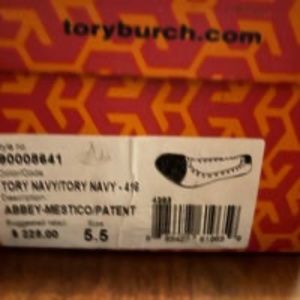 toryburch.com
Style no.
90008641
Color/Code
TORY NAVY/TORY NAVY - 416
Description
ABBEY-MESTICO/PATENT
Suggested retail Size
$ 228.00 5.5